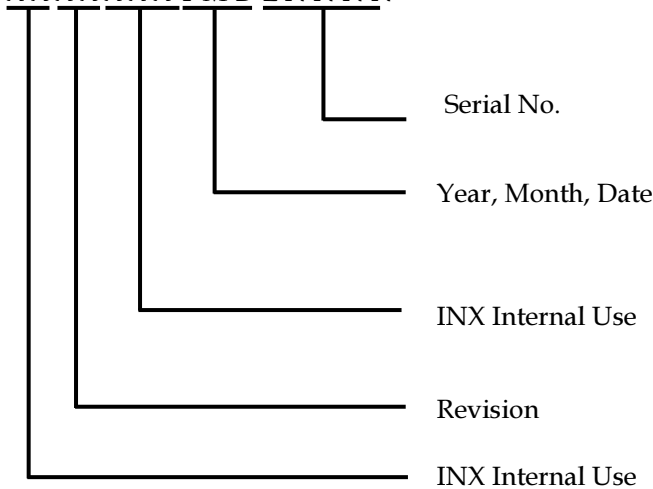 Serial No.
Year, Month, Date
INX Internal Use
Revision
INX Internal Use